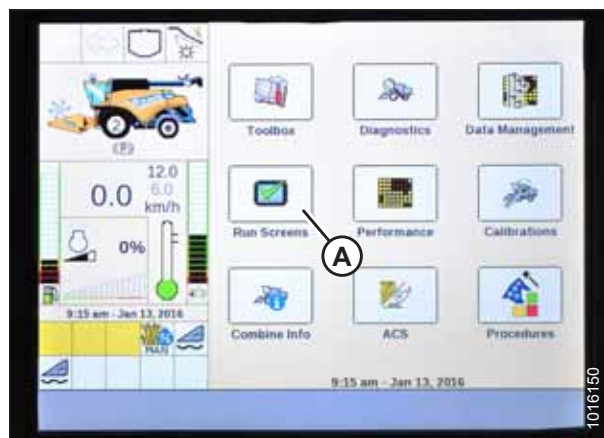 2
(P)
12.0
6.0
0.0 km/h
0%
9:15 am - Jan 13, 2016
MAN
Toolbox
Diagnostics
Data Management
Run Screens
Performance
Calibrations
A
Combine Info
ACS
Procedures
9:15 am - Jan 13, 2016
1016150